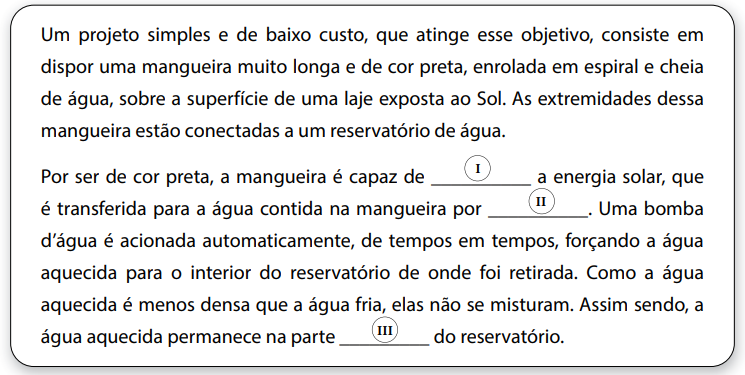 Um projeto simples e de baixo custo, que atinge esse objetivo, consiste em
dispor uma mangueira muito longa e de cor preta, enrolada em espiral e cheia
de água, sobre a superfície de uma laje exposta ao Sol. As extremidades dessa
mangueira estão conectadas a um reservatório de água.
Por ser de cor preta, a mangueira é capaz de ___I___ a energia solar, que
é transferida para a água contida na mangueira por ___II___. Uma bomba
d’água é acionada automaticamente, de tempos em tempos, forçando a água
aquecida para o interior do reservatório de onde foi retirada. Como a água
aquecida é menos densa que a água fria, elas não se misturam. Assim sendo, a
água aquecida permanece na parte ___III___ do reservatório.